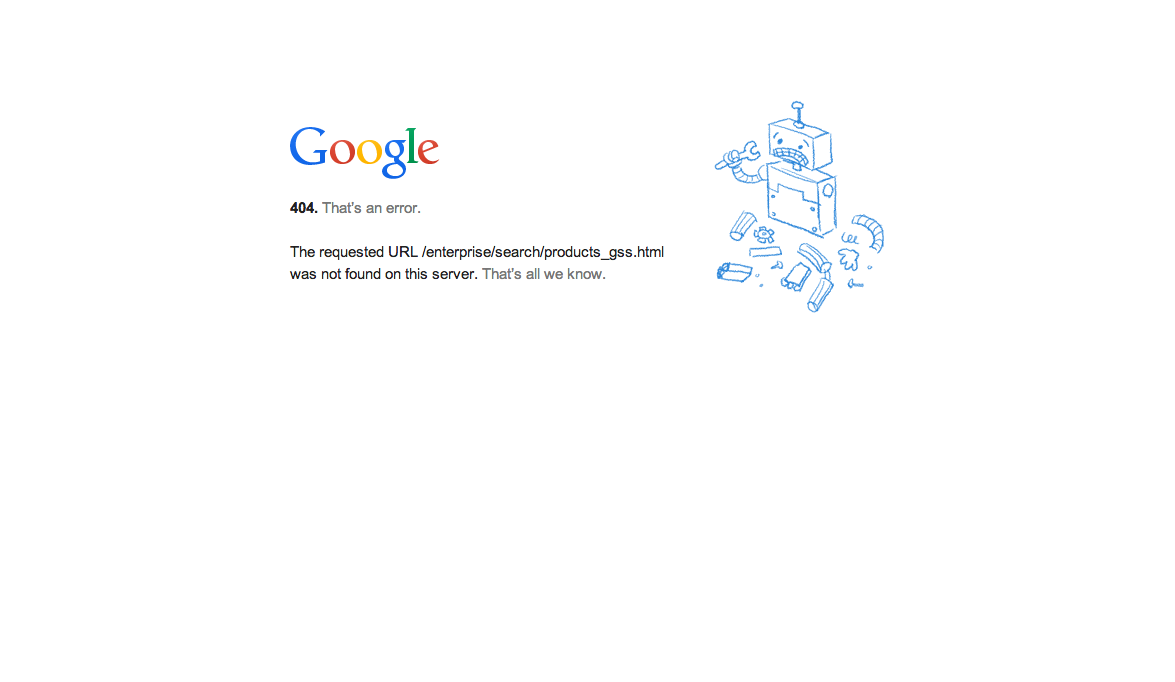 Google
404. That's an error.
The requested URL /enterprise/search/products_gss.html
was not found on this server. That's all we know.